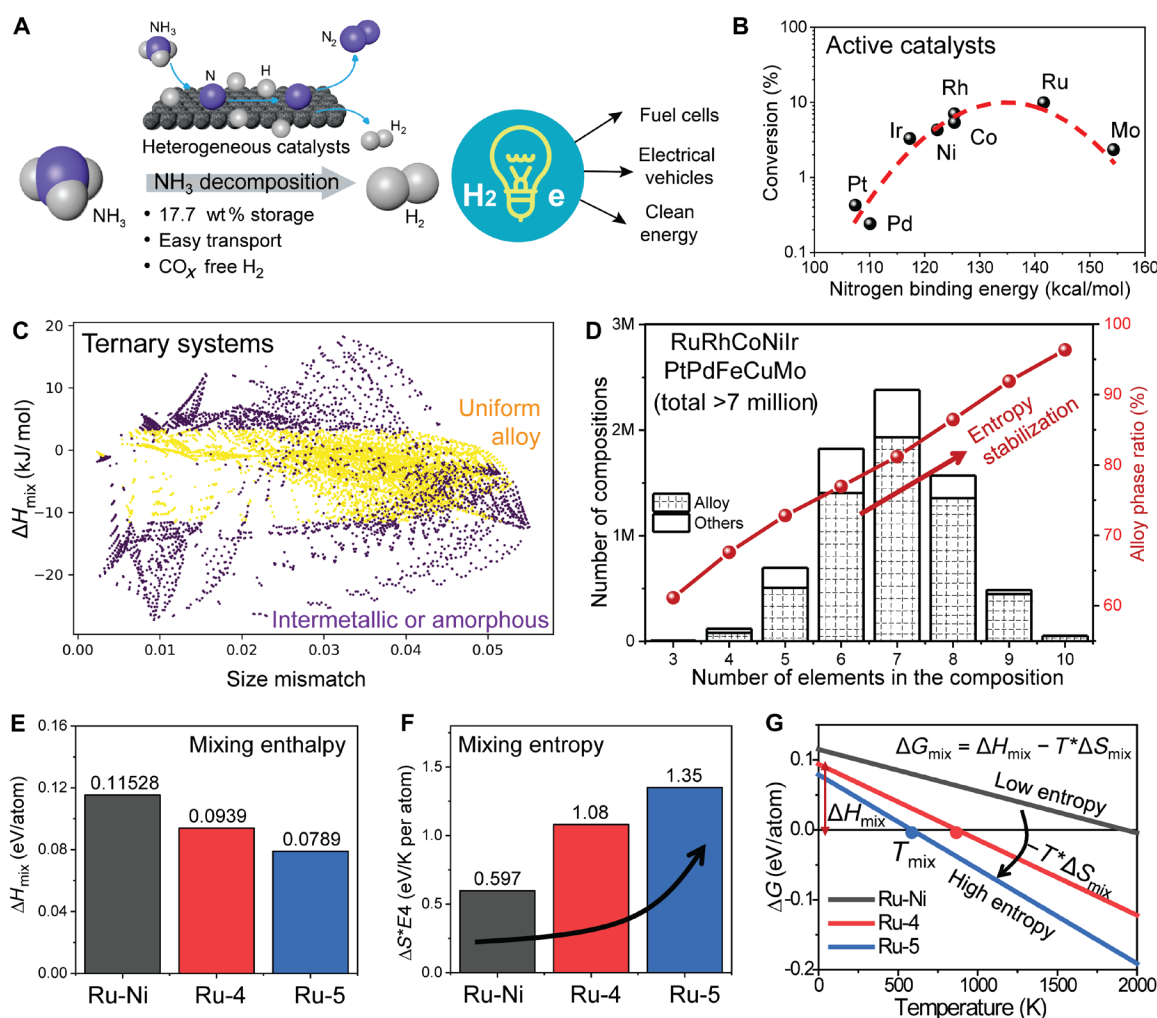 A
NH3
N2
N
H
H2
Heterogeneous catalysts
NH3 decomposition
NH3
H2
• 17.7 wt% storage
• Easy transport
• COx free H2
H2 e
Fuel cells
Electrical
vehicles
Clean
energy
B
Active catalysts
Conversion (%)
100
10
1
0.1
Pt
Pd
Ir
Ni
Rh
Co
Ru
Mo
100 110 120 130 140 150 160
Nitrogen binding energy (kcal/mol)
C
Ternary systems
Uniform
alloy
Intermetallic or amorphous
ΔHmix (kJ/mol)
20
10
0
−10
−20
0.00 0.01 0.02 0.03 0.04 0.05
Size mismatch
D
RuRhCoNiIr
PtPdFeCuMo
(total >7 million)
Entropy
stabilization
Alloy
Others
Number of compositions
3M
2M
1M
0
Alloy phase ratio (%)
100
90
80
70
60
3 4 5 6 7 8 9 10
Number of elements in the composition
E
Mixing enthalpy
ΔHmix (eV/atom)
0.16
0.12
0.08
0.04
0.00
0.11528
0.0939
0.0789
Ru-Ni Ru-4 Ru-5
F
Mixing entropy
ΔS*E4 (eV/K per atom)
1.5
1.0
0.5
0.0
0.597
1.08
1.35
Ru-Ni Ru-4 Ru-5
G
ΔGmix = ΔHmix − T*ΔSmix
Low entropy
ΔHmix
Tmix
−T*ΔSmix
High entropy
Ru-Ni
Ru-4
Ru-5
ΔG (eV/atom)
0.1
0.0
-0.1
-0.2
0 500 1000 1500 2000
Temperature (K)